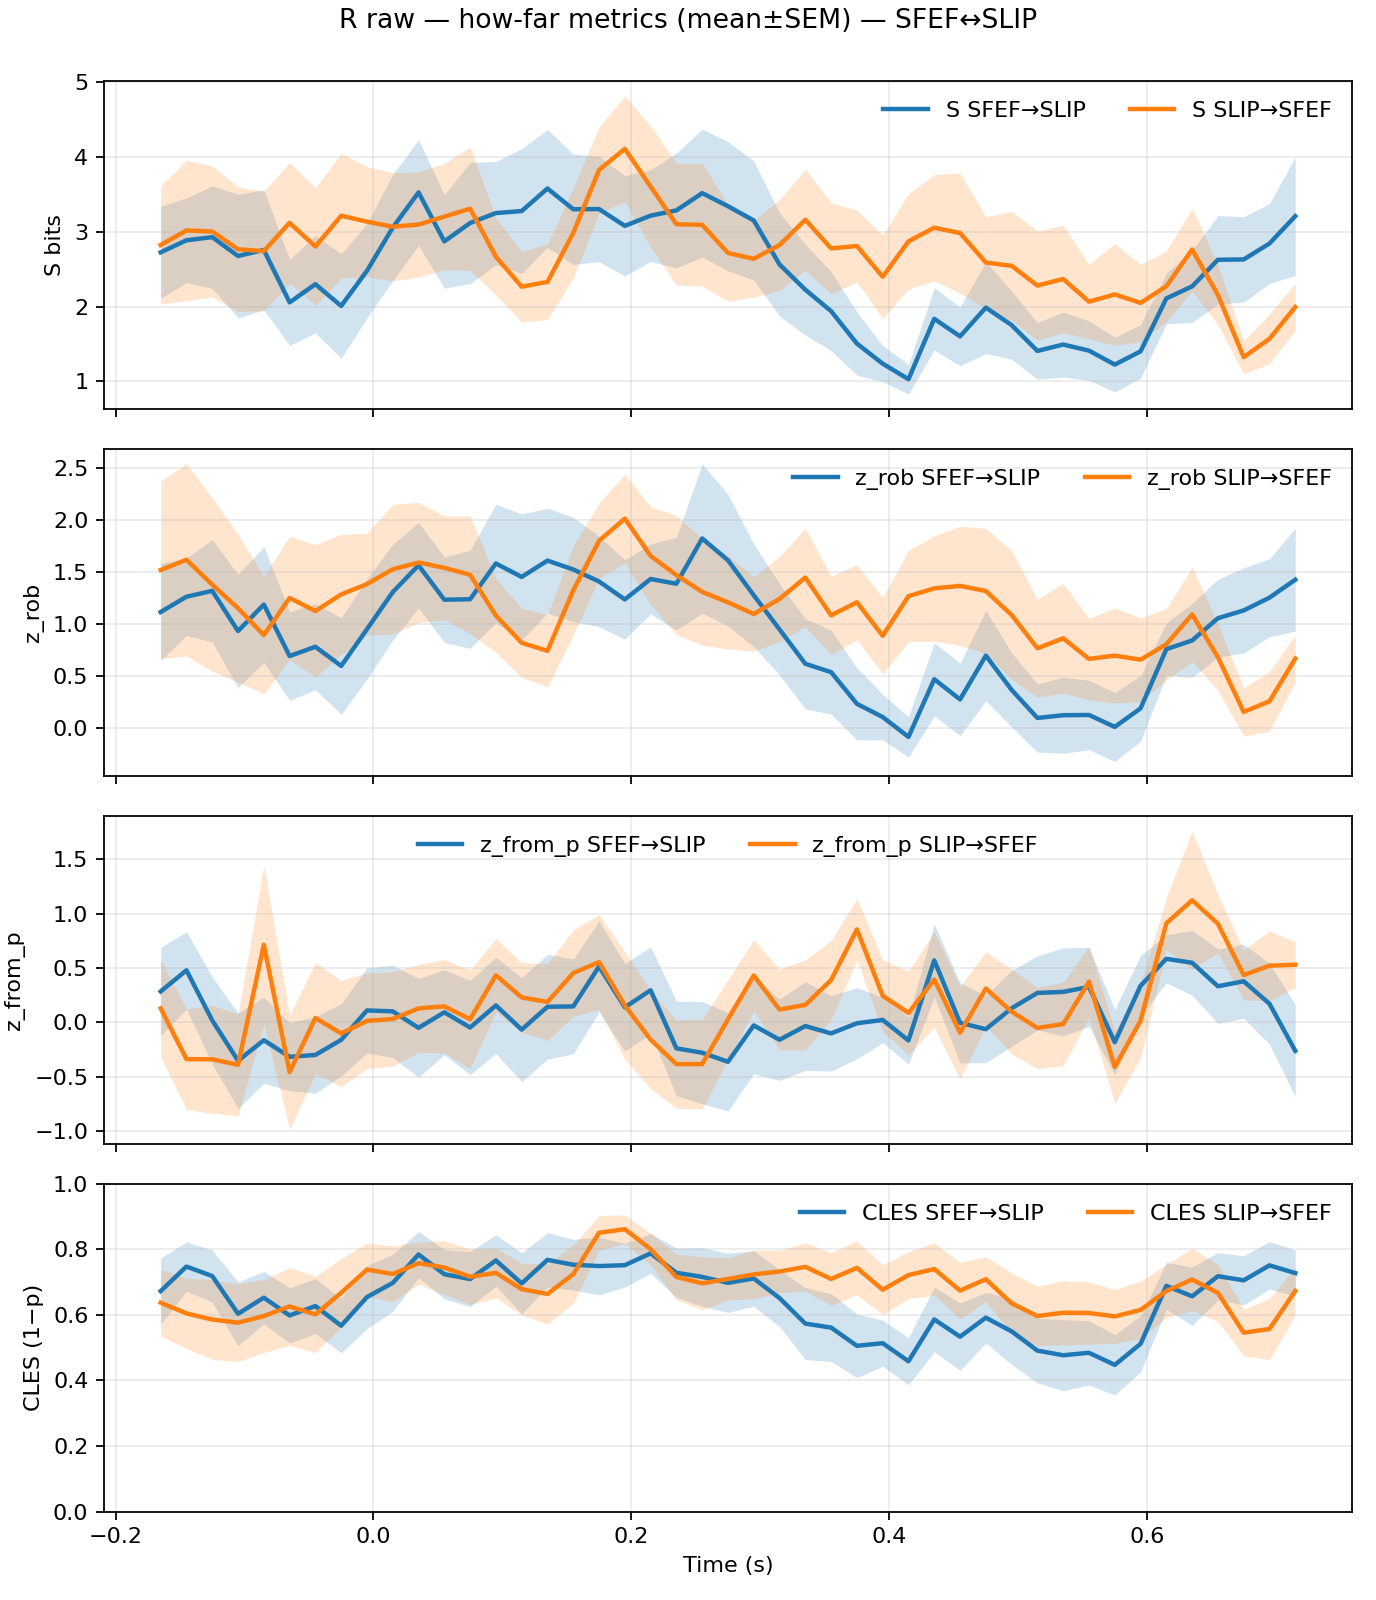 R raw — how-far metrics (mean±SEM) — SFEF↔SLIP
5
4
3
2
1
S bits
S SFEF→SLIP
S SLIP→SFEF
2.5
2.0
1.5
1.0
0.5
0.0
z_rob
z_rob SFEF→SLIP
z_rob SLIP→SFEF
1.5
1.0
0.5
0.0
−0.5
−1.0
z_from_p
z_from_p SFEF→SLIP
z_from_p SLIP→SFEF
1.0
0.8
0.6
0.4
0.2
0.0
CLES (1−p)
CLES SFEF→SLIP
CLES SLIP→SFEF
−0.2
0.0
0.2
0.4
0.6
Time (s)